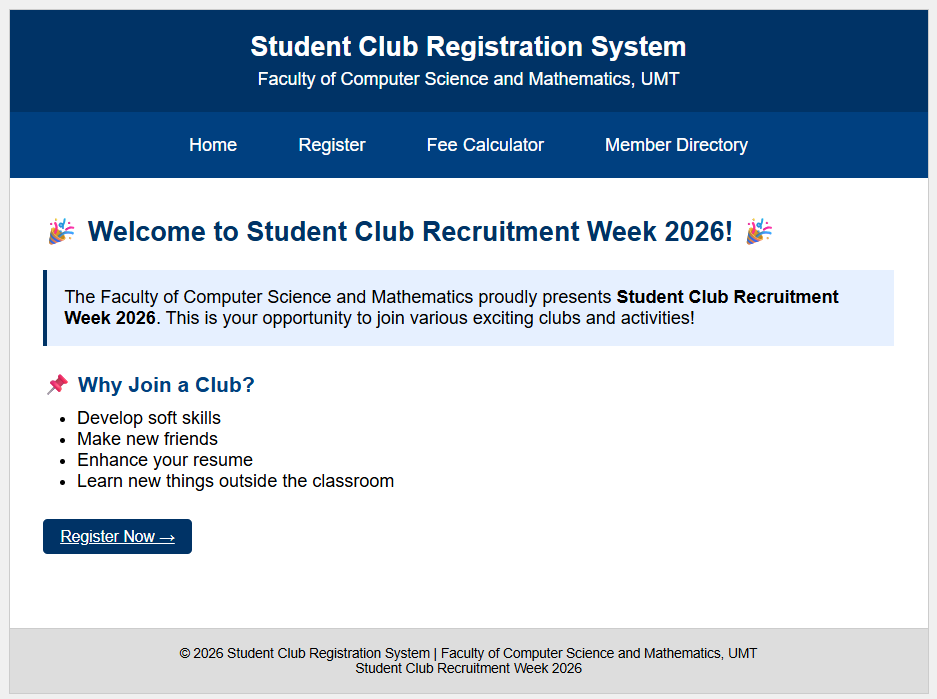 Student Club Registration System
Faculty of Computer Science and Mathematics, UMT
Home Register Fee Calculator Member Directory
🎉 Welcome to Student Club Recruitment Week 2026! 🎉
The Faculty of Computer Science and Mathematics proudly presents Student Club Recruitment
Week 2026. This is your opportunity to join various exciting clubs and activities!
📌 Why Join a Club?
• Develop soft skills
• Make new friends
• Enhance your resume
• Learn new things outside the classroom
Register Now →
© 2026 Student Club Registration System | Faculty of Computer Science and Mathematics, UMT
Student Club Recruitment Week 2026